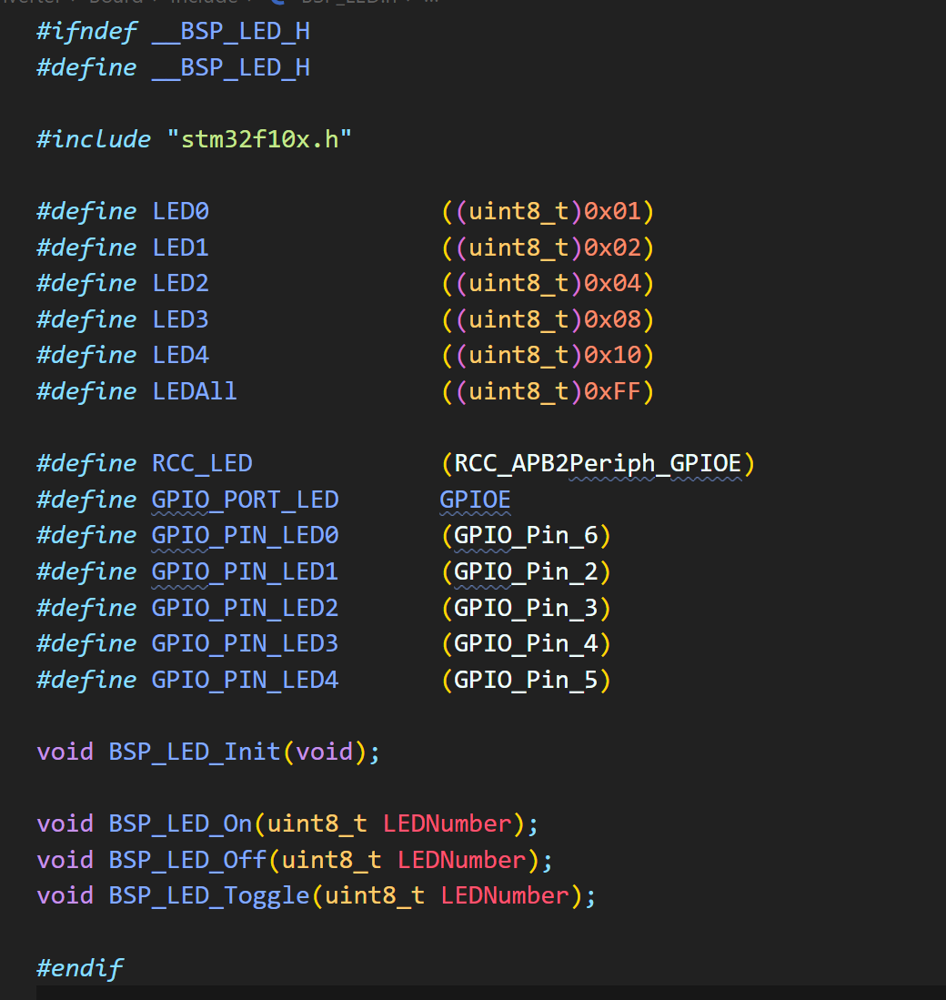 #ifndef __BSP_LED_H
#define __BSP_LED_H
#include "stm32f10x.h"
#define LED0 ((uint8_t)0x01)
#define LED1 ((uint8_t)0x02)
#define LED2 ((uint8_t)0x04)
#define LED3 ((uint8_t)0x08)
#define LED4 ((uint8_t)0x10)
#define LEDAll ((uint8_t)0xFF)
#define RCC_LED (RCC_APB2Periph_GPIOE)
#define GPIO_PORT_LED GPIOE
#define GPIO_PIN_LED0 (GPIO_Pin_6)
#define GPIO_PIN_LED1 (GPIO_Pin_2)
#define GPIO_PIN_LED2 (GPIO_Pin_3)
#define GPIO_PIN_LED3 (GPIO_Pin_4)
#define GPIO_PIN_LED4 (GPIO_Pin_5)
void BSP_LED_Init(void);
void BSP_LED_On(uint8_t LEDNumber);
void BSP_LED_Off(uint8_t LEDNumber);
void BSP_LED_Toggle(uint8_t LEDNumber);
#endif